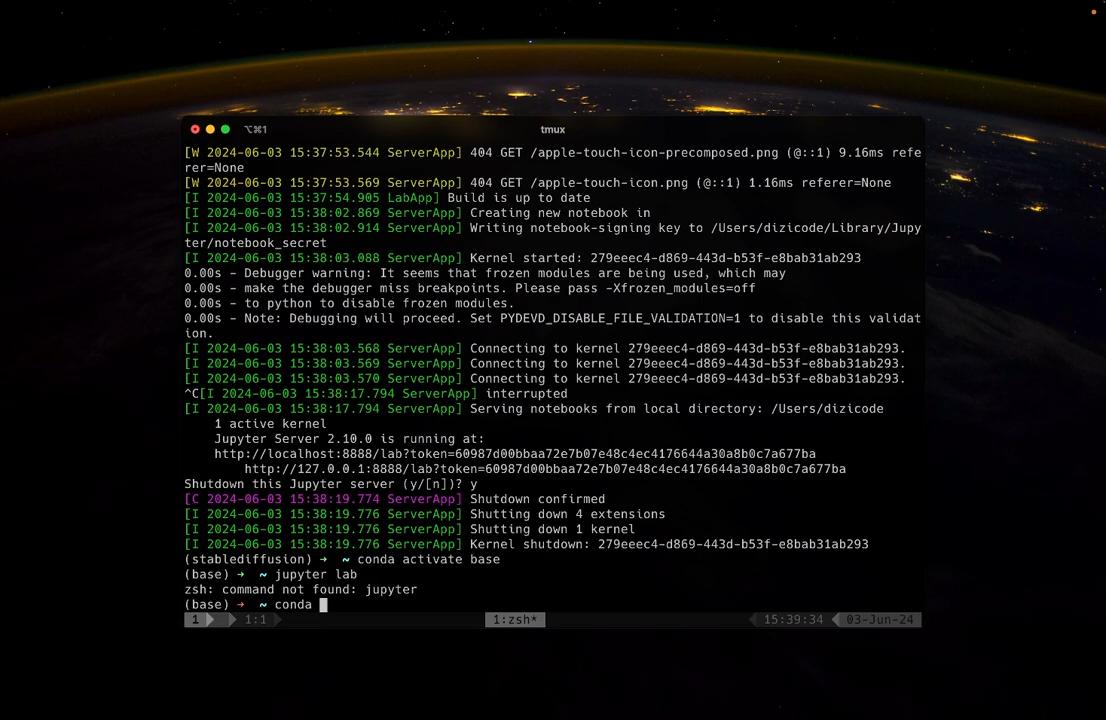 ⌥⌘1
tmux
[W 2024-06-03 15:37:53.544 ServerApp] 404 GET /apple-touch-icon-precomposed.png (@::1) 9.16ms refe
rer=None
[W 2024-06-03 15:37:53.569 ServerApp] 404 GET /apple-touch-icon.png (@::1) 1.16ms referer=None
[I 2024-06-03 15:37:54.905 LabApp] Build is up to date
[I 2024-06-03 15:38:02.869 ServerApp] Creating new notebook in
[I 2024-06-03 15:38:02.914 ServerApp] Writing notebook-signing key to /Users/dizicode/Library/Jupy
ter/notebook_secret
[I 2024-06-03 15:38:03.088 ServerApp] Kernel started: 279eeec4-d869-443d-b53f-e8bab31ab293
0.00s - Debugger warning: It seems that frozen modules are being used, which may
0.00s - make the debugger miss breakpoints. Please pass -Xfrozen_modules=off
0.00s - to python to disable frozen modules.
0.00s - Note: Debugging will proceed. Set PYDEVD_DISABLE_FILE_VALIDATION=1 to disable this validat
ion.
[I 2024-06-03 15:38:03.568 ServerApp] Connecting to kernel 279eeec4-d869-443d-b53f-e8bab31ab293.
[I 2024-06-03 15:38:03.569 ServerApp] Connecting to kernel 279eeec4-d869-443d-b53f-e8bab31ab293.
[I 2024-06-03 15:38:03.570 ServerApp] Connecting to kernel 279eeec4-d869-443d-b53f-e8bab31ab293.
^C[I 2024-06-03 15:38:17.794 ServerApp] interrupted
[I 2024-06-03 15:38:17.794 ServerApp] Serving notebooks from local directory: /Users/dizicode
1 active kernel
Jupyter Server 2.10.0 is running at:
http://localhost:8888/lab?token=60987d00bbaa72e7b07e48c4ec4176644a30a8b0c7a677ba
http://127.0.0.1:8888/lab?token=60987d00bbaa72e7b07e48c4ec4176644a30a8b0c7a677ba
Shutdown this Jupyter server (y/[n])? y
[C 2024-06-03 15:38:19.774 ServerApp] Shutdown confirmed
[I 2024-06-03 15:38:19.776 ServerApp] Shutting down 4 extensions
[I 2024-06-03 15:38:19.776 ServerApp] Shutting down 1 kernel
[I 2024-06-03 15:38:19.776 ServerApp] Kernel shutdown: 279eeec4-d869-443d-b53f-e8bab31ab293
(stablediffusion) ➜ ~ conda activate base
(base) ➜ ~ jupyter lab
zsh: command not found: jupyter
(base) ➜ ~ conda
1 1:1 1:zsh* 15:39:34 03-Jun-24